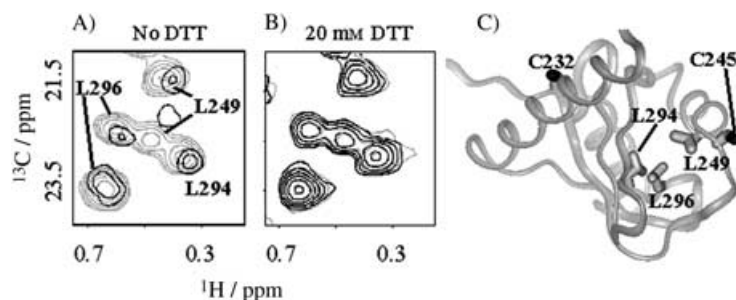 A) No DTT
B) 20 mM DTT
C)
L296
L249
L294
21.5
23.5
¹³C / ppm
0.7
0.3
0.7
0.3
¹H / ppm
C232
C245
L294
L249
L296